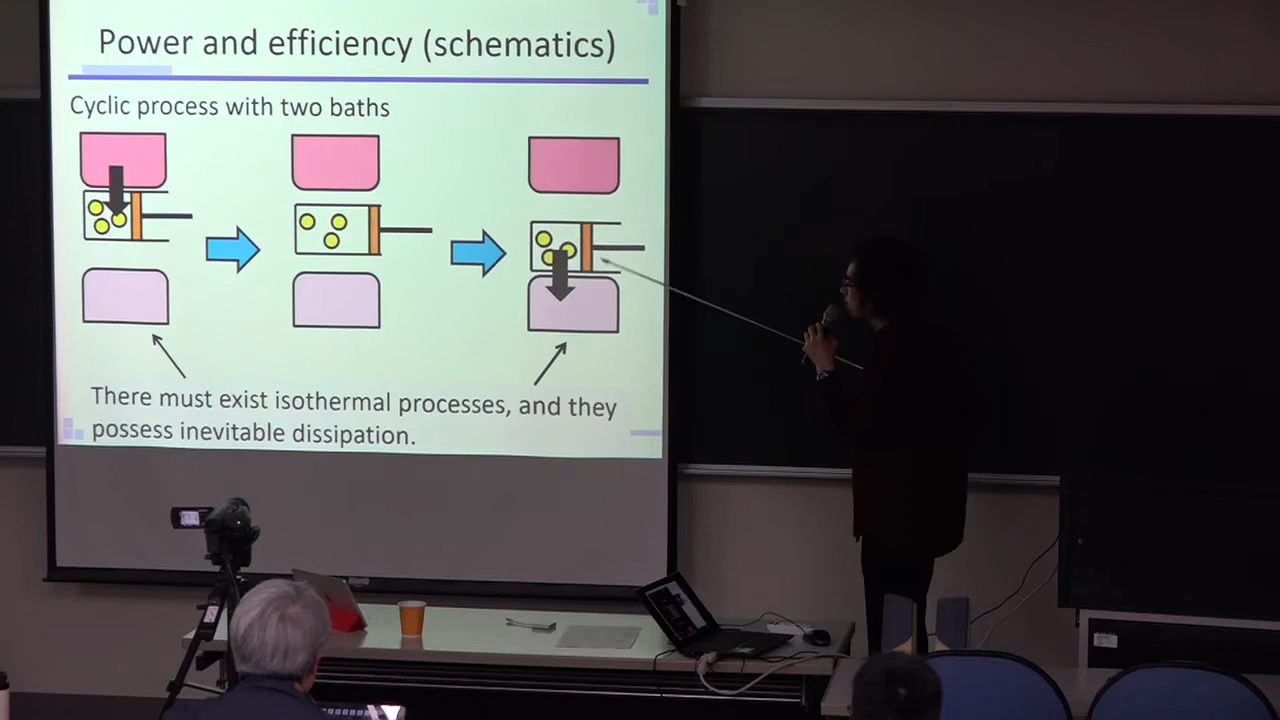 Power and efficiency (schematics)
Cyclic process with two baths
There must exist isothermal processes, and they
possess inevitable dissipation.